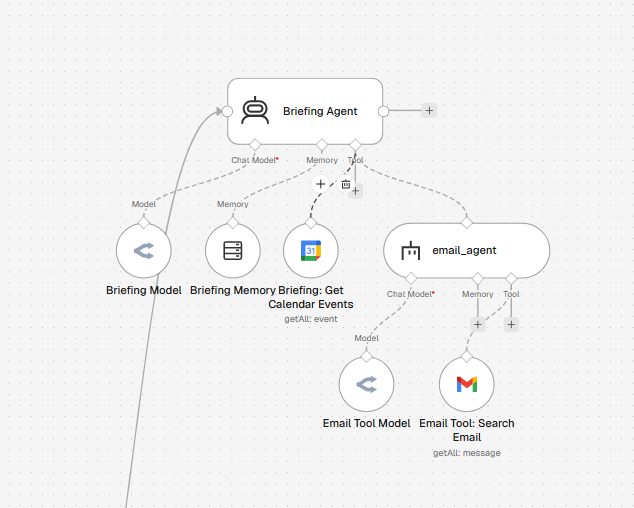 Briefing Agent
Chat Model*
Memory
Tool
Model
Memory
31
email_agent
Briefing Model
Briefing Memory
Briefing: Get
Calendar Events
getAll: event
Chat Model*
Memory
Tool
Model
Email Tool Model
Email Tool: Search
Email
getAll: message